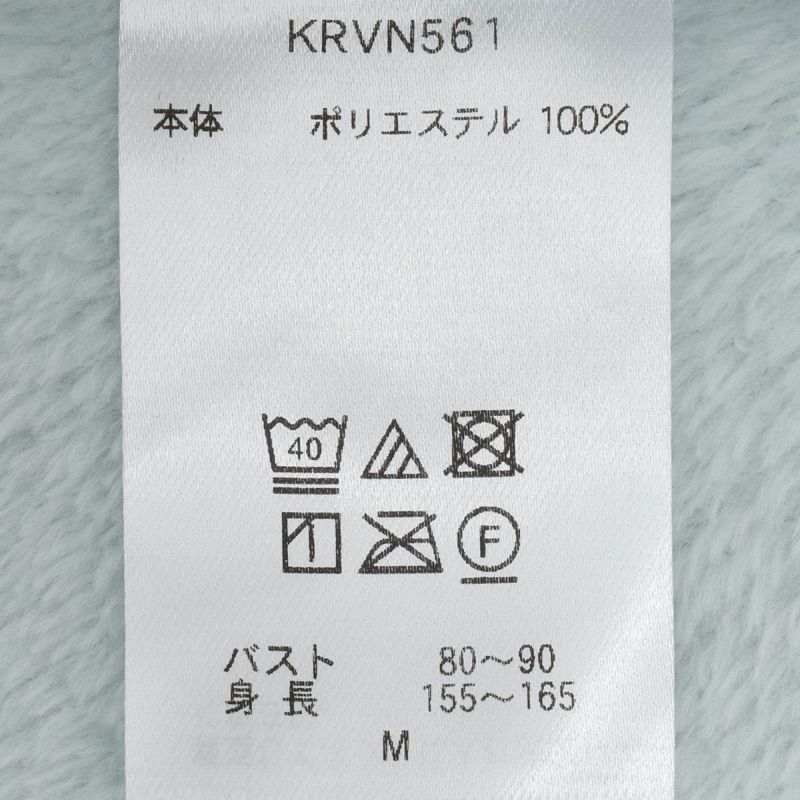 KRVN561
本体 ポリエステル 100%
40
F
バスト 80～90
身長 155～165
M